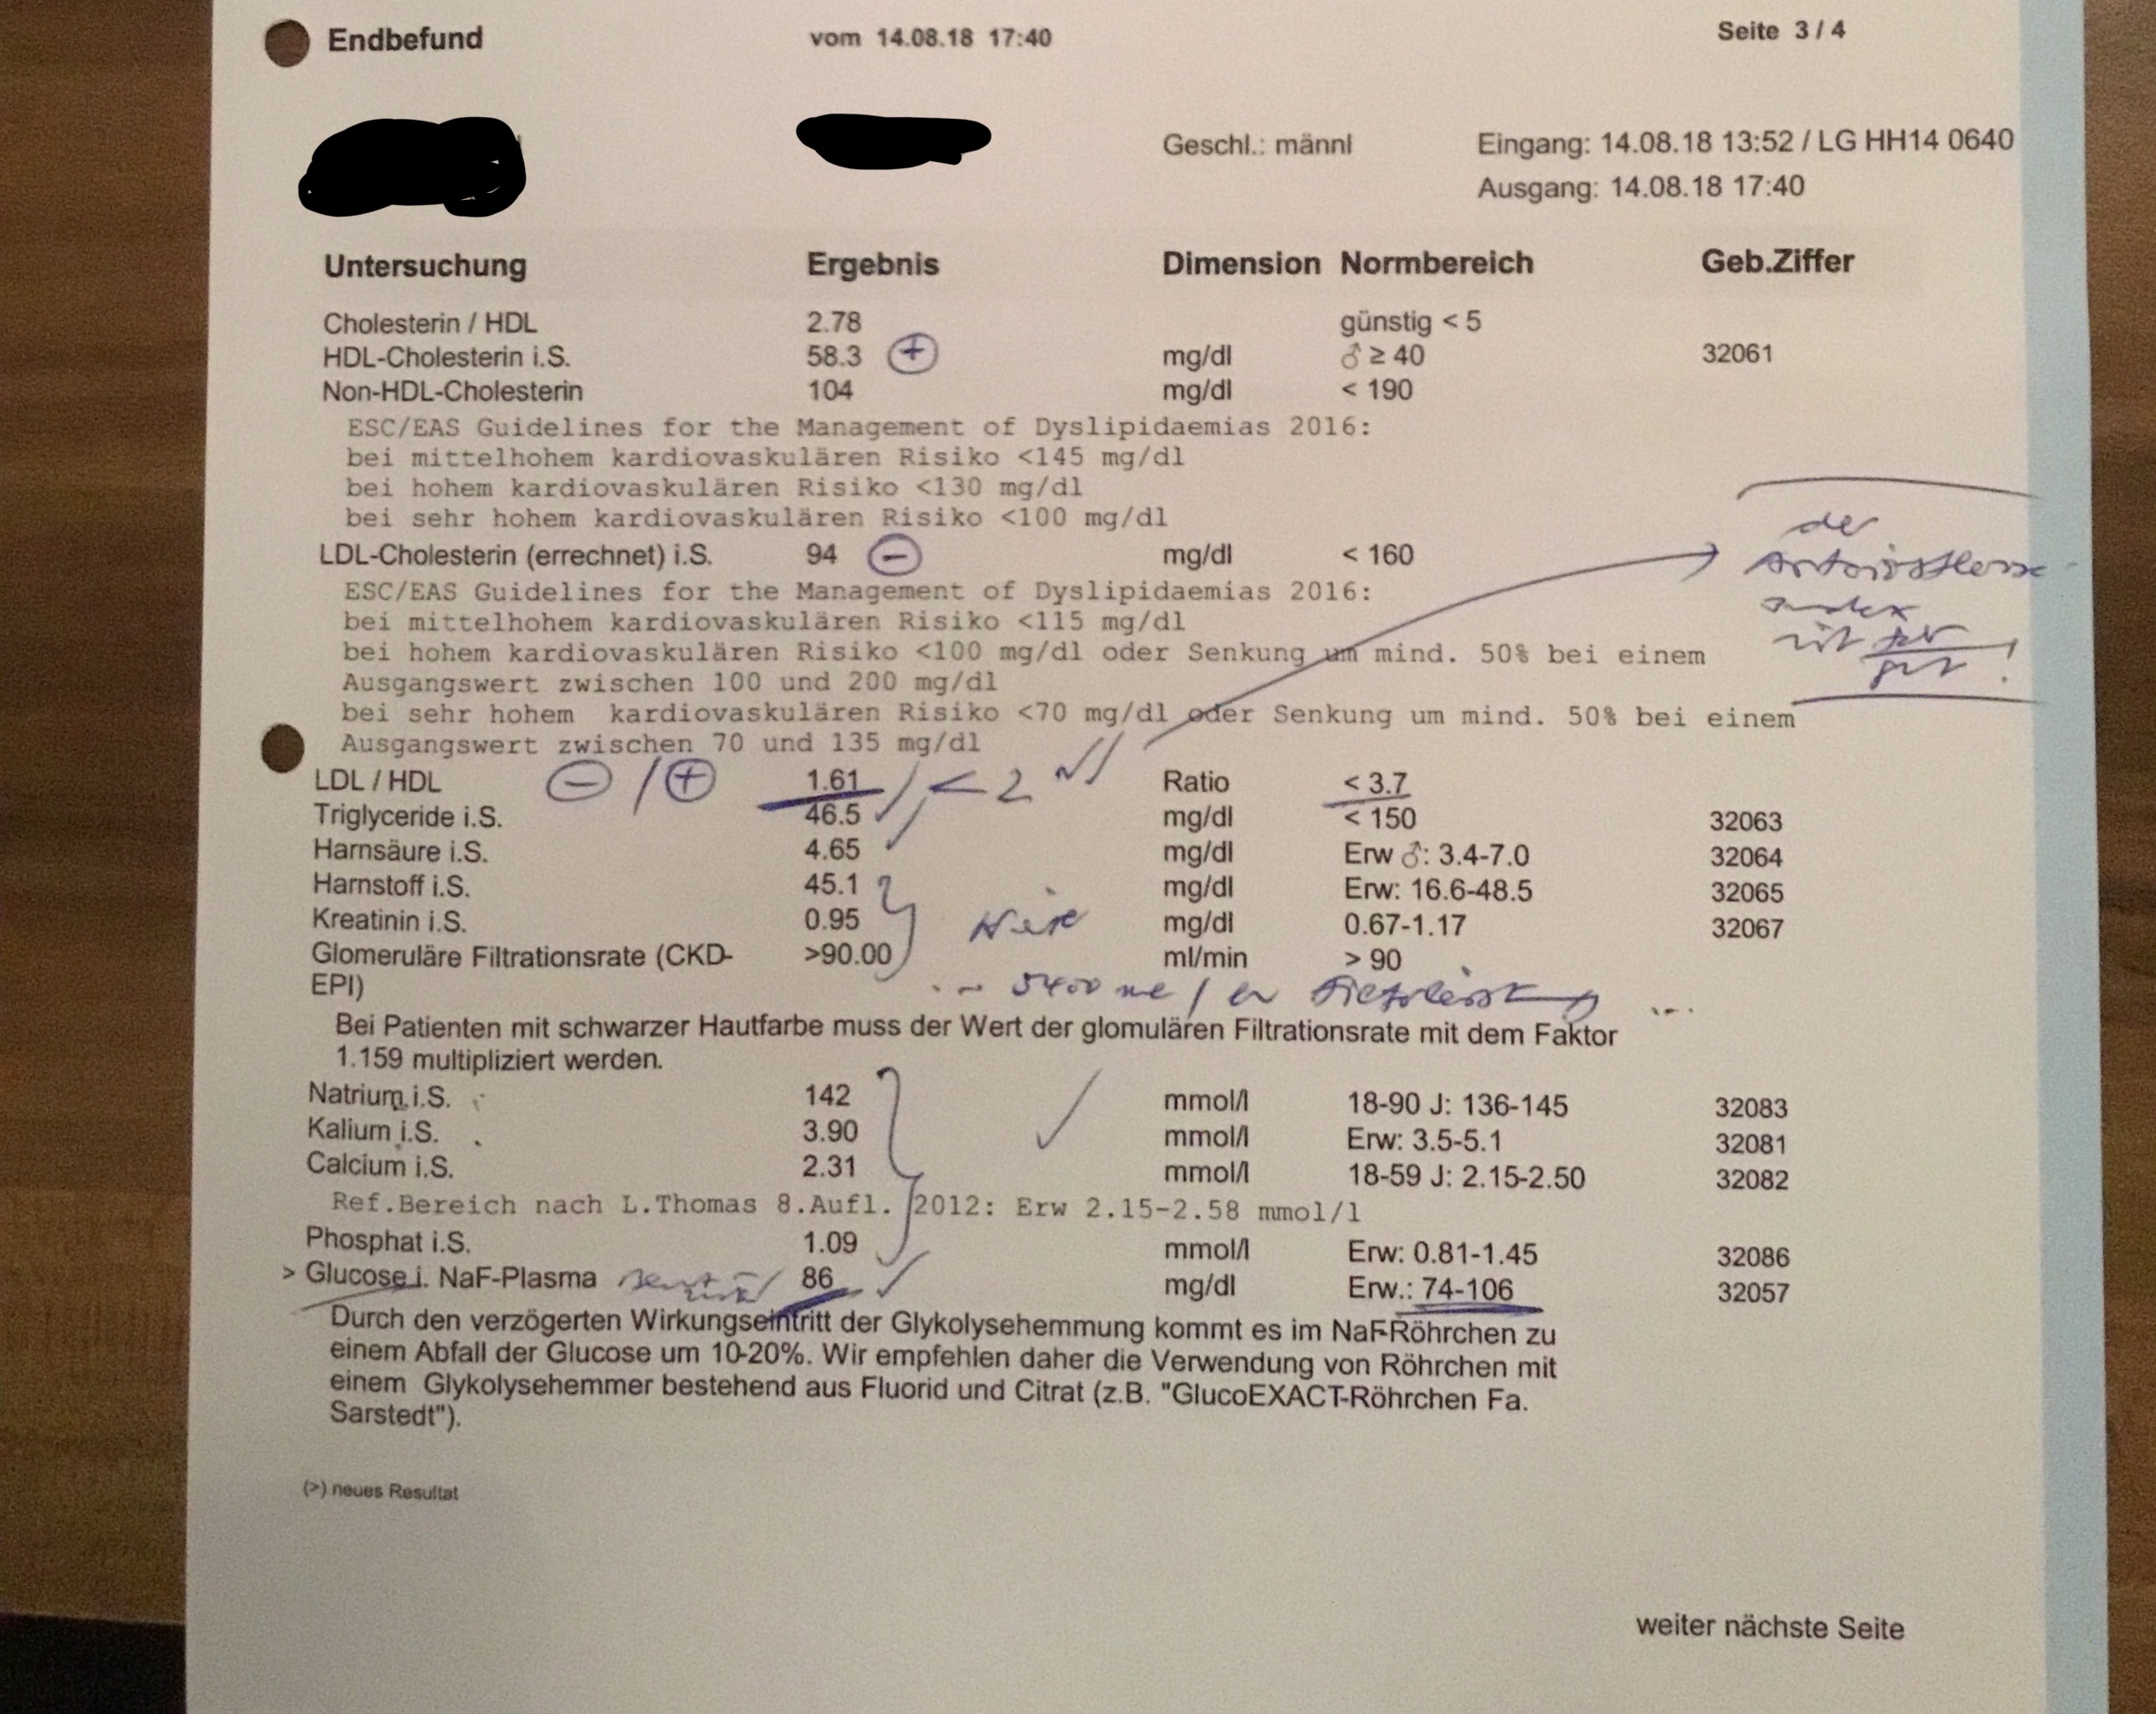 Endbefund vom 14.08.18 17:40 Seite 3 / 4
Geschl.: männl Eingang: 14.08.18 13:52 / LG HH14 0640
Ausgang: 14.08.18 17:40
Untersuchung Ergebnis Dimension Normbereich Geb.Ziffer
Cholesterin / HDL 2.78 günstig < 5
HDL-Cholesterin i.S. 58.3 + mg/dl ♂ ≥ 40 32061
Non-HDL-Cholesterin 104 mg/dl < 190
ESC/EAS Guidelines for the Management of Dyslipidaemias 2016:
bei mittelhohem kardiovaskulären Risiko <145 mg/dl
bei hohem kardiovaskulären Risiko <130 mg/dl
bei sehr hohem kardiovaskulären Risiko <100 mg/dl
der
LDL-Cholesterin (errechnet) i.S. 94 – mg/dl < 160
ESC/EAS Guidelines for the Management of Dyslipidaemias 2016:
index
bei mittelhohem kardiovaskulären Risiko <115 mg/dl
bei hohem kardiovaskulären Risiko <100 mg/dl oder Senkung um mind. 50% bei einem
ist
gut !
Ausgangswert zwischen 100 und 200 mg/dl
bei sehr hohem kardiovaskulären Risiko <70 mg/dl oder Senkung um mind. 50% bei einem
Ausgangswert zwischen 70 und 135 mg/dl
LDL / HDL – / + 1.61 < 2 ✓ Ratio < 3.7
Triglyceride i.S. 46.5 ✓ mg/dl < 150 32063
Harnsäure i.S. 4.65 ✓ mg/dl Erw ♂: 3.4-7.0 32064
Harnstoff i.S. 45.1 mg/dl Erw: 16.6-48.5 32065
Kreatinin i.S. 0.95 Niere mg/dl 0.67-1.17 32067
Glomeruläre Filtrationsrate (CKD- >90.00 ml/min > 90
EPI)
Bei Patienten mit schwarzer Hautfarbe muss der Wert der glomulären Filtrationsrate mit dem Faktor
1.159 multipliziert werden.
Natrium i.S. 142 mmol/l 18-90 J: 136-145 32083
Kalium i.S. 3.90 ✓ mmol/l Erw: 3.5-5.1 32081
Calcium i.S. 2.31 mmol/l 18-59 J: 2.15-2.50 32082
Ref.Bereich nach L.Thomas 8.Aufl. 2012: Erw 2.15-2.58 mmol/l
Phosphat i.S. 1.09 ✓ mmol/l Erw: 0.81-1.45 32086
> Glucose i. NaF-Plasma 86 ✓ mg/dl Erw.: 74-106 32057
Durch den verzögerten Wirkungseintritt der Glykolysehemmung kommt es im NaF-Röhrchen zu
einem Abfall der Glucose um 10-20%. Wir empfehlen daher die Verwendung von Röhrchen mit
einem Glykolysehemmer bestehend aus Fluorid und Citrat (z.B. "GlucoEXACT-Röhrchen Fa.
Sarstedt").
(>) neues Resultat
weiter nächste Seite